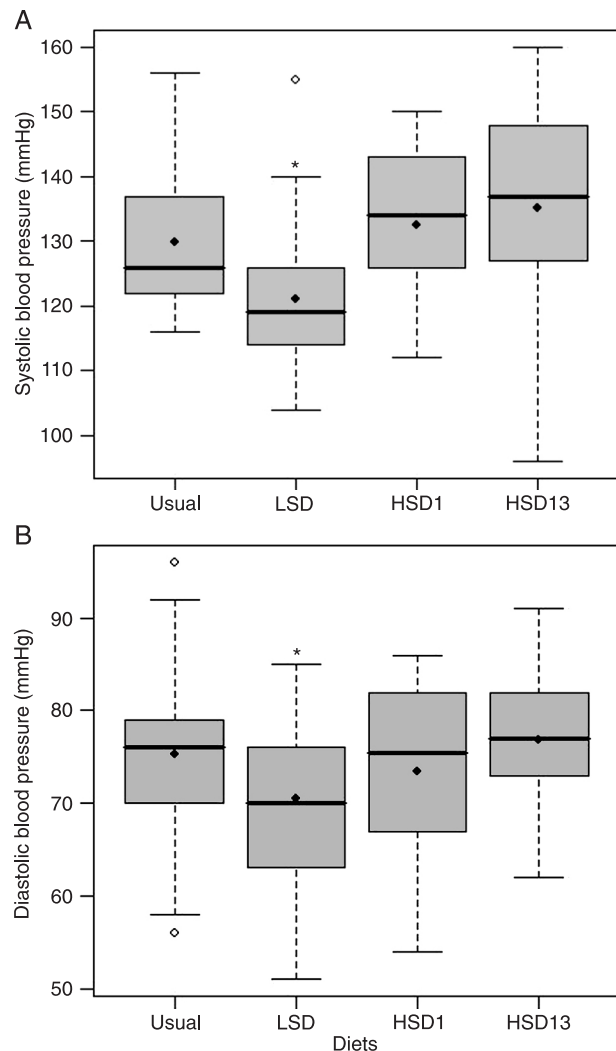 A
Systolic blood pressure (mmHg)
160
150
140
130
120
110
100
*
Usual LSD HSD1 HSD13
B
Diastolic blood pressure (mmHg)
90
80
70
60
50
*
Usual LSD HSD1 HSD13
Diets